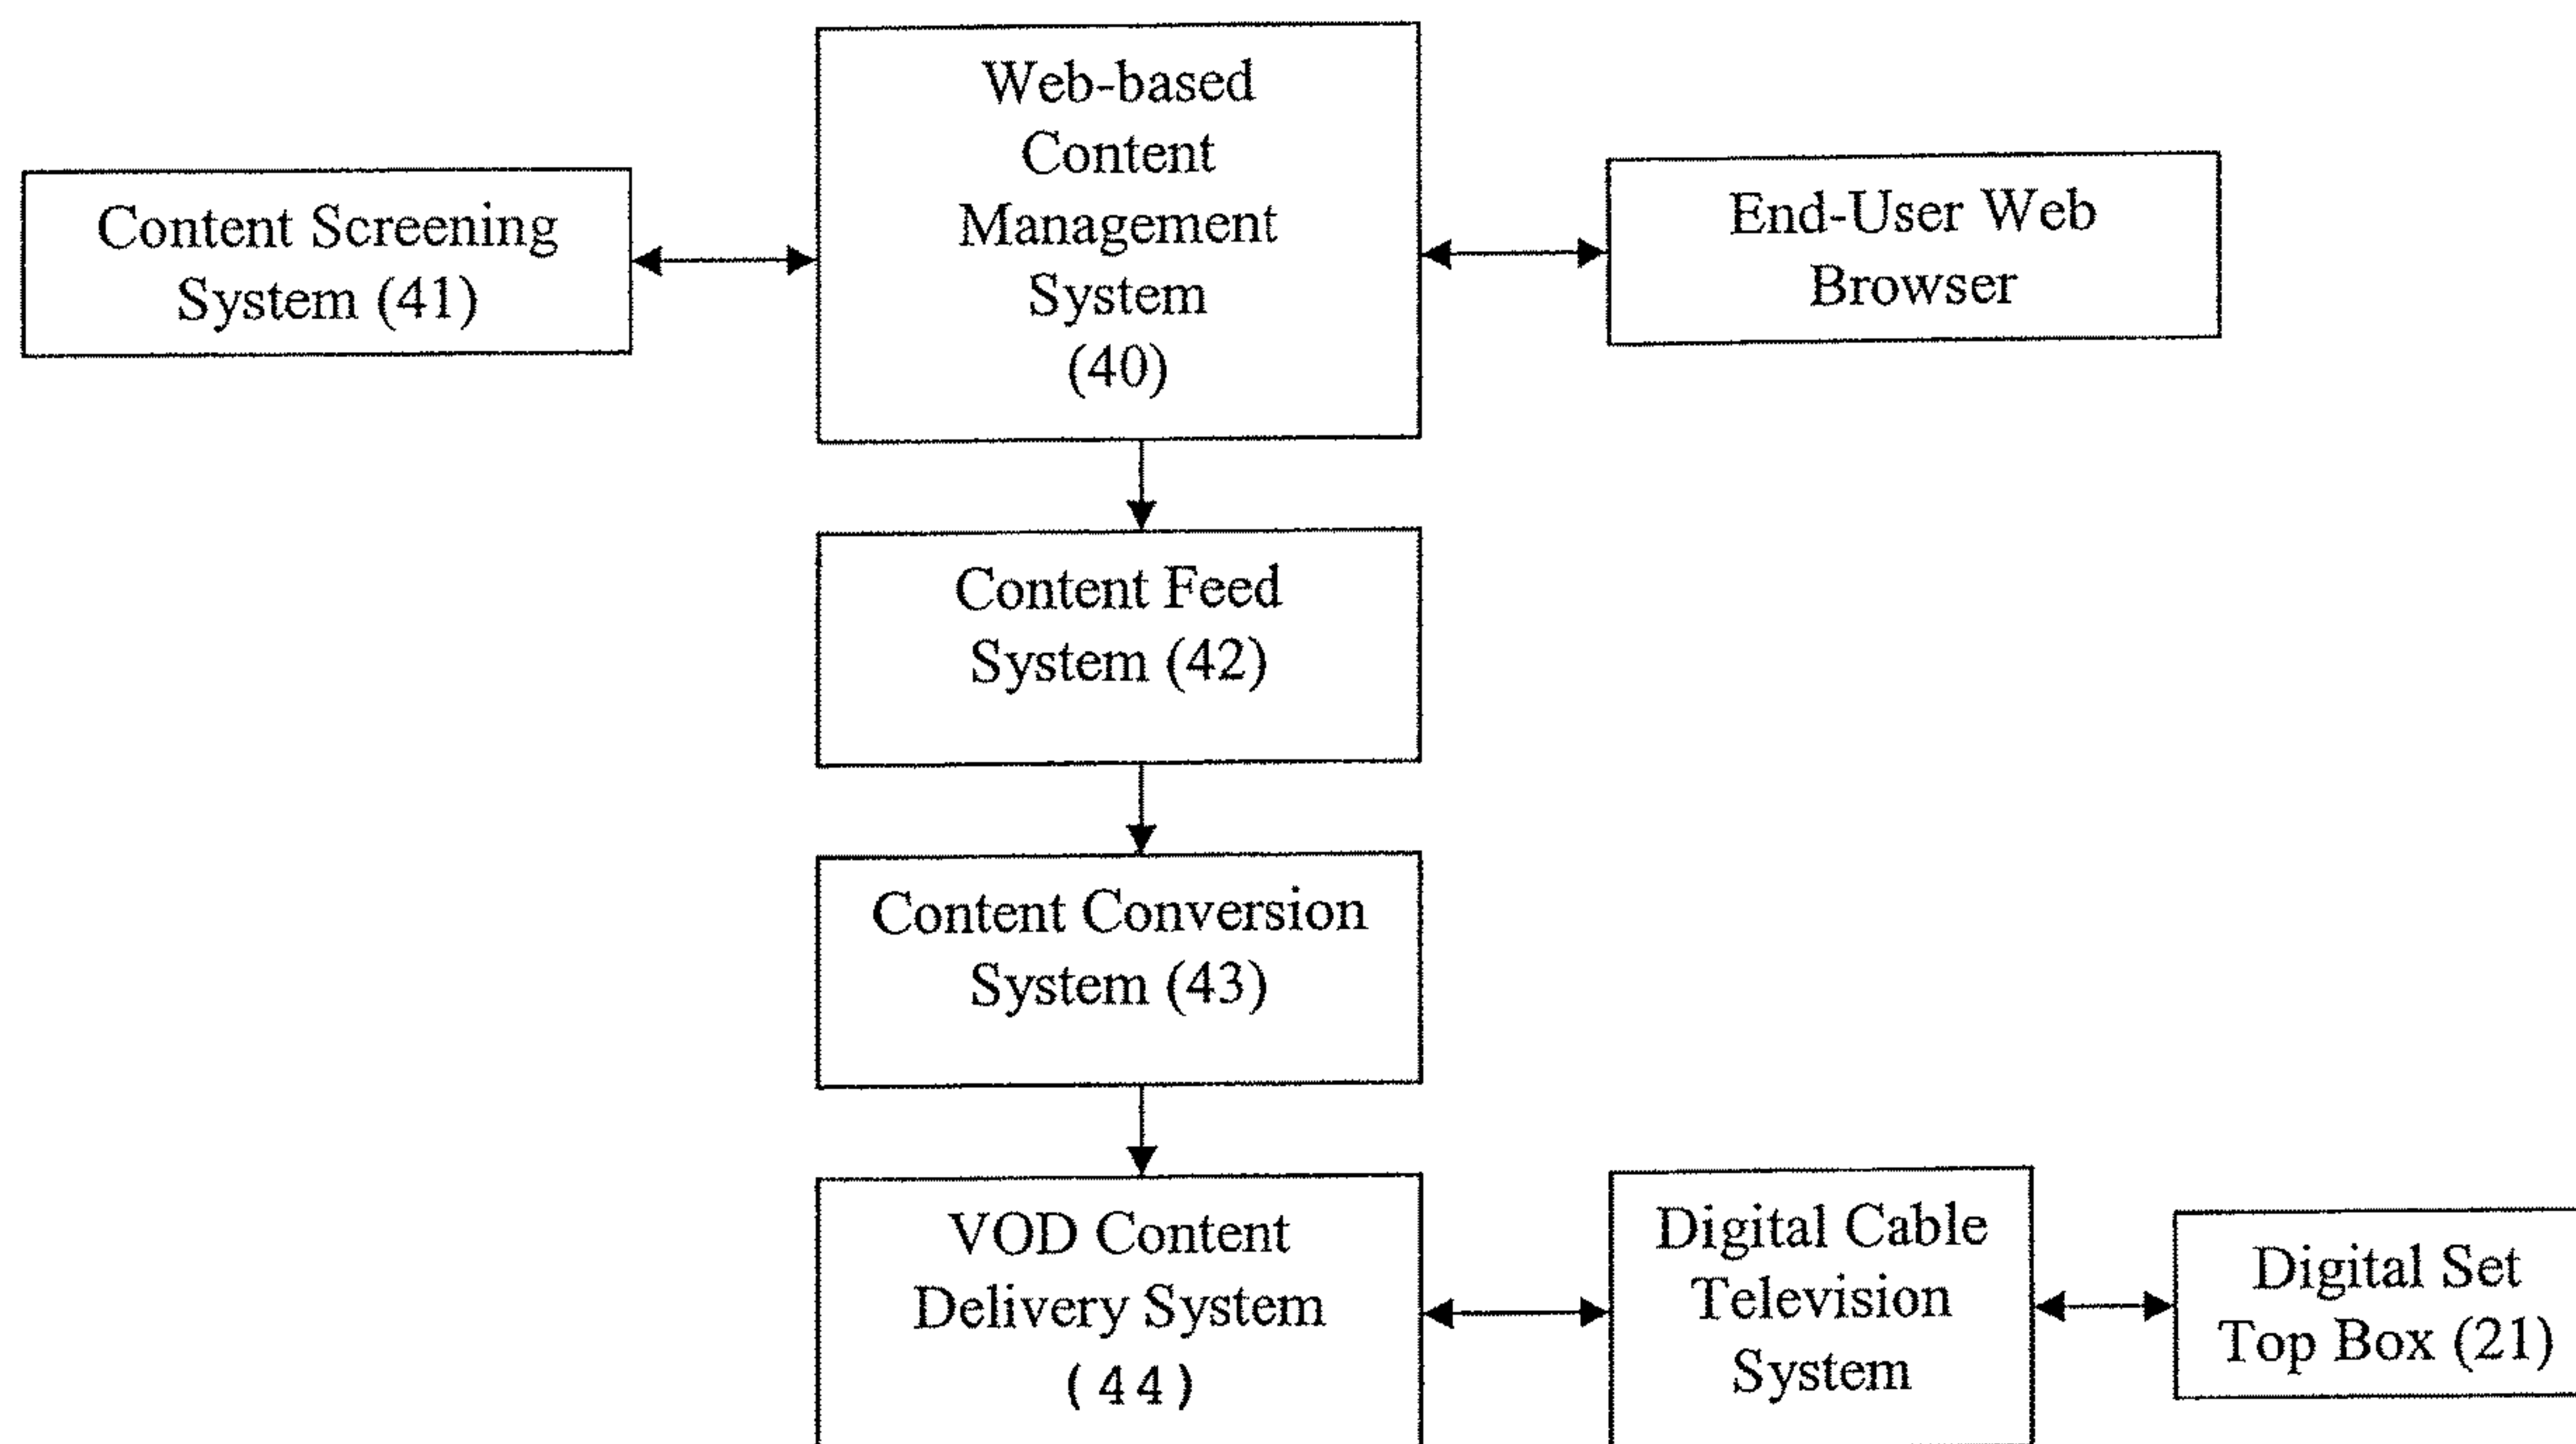 Web-based
Content
Management
System
(40)
Content Screening
System (41)
End-User Web
Browser
Content Feed
System (42)
Content Conversion
System (43)
VOD Content
Delivery System
(44)
Digital Cable
Television
System
Digital Set
Top Box (21)